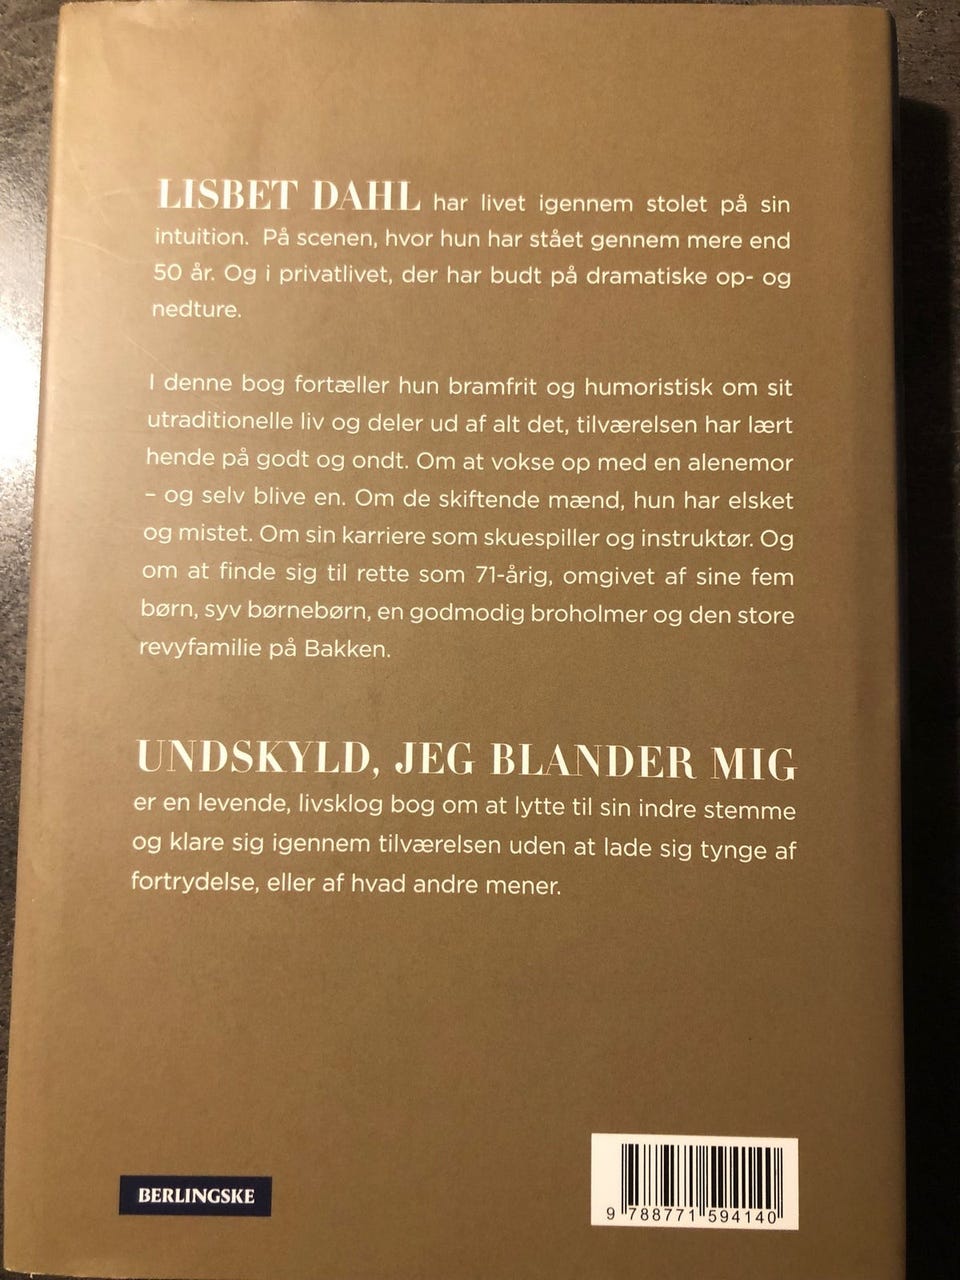 LISBET DAHL har livet igennem stolet på sin
intuition. På scenen, hvor hun har stået gennem mere end
50 år. Og i privatlivet, der har budt på dramatiske op- og
nedture.
I denne bog fortæller hun bramfrit og humoristisk om sit
utraditionelle liv og deler ud af alt det, tilværelsen har lært
hende på godt og ondt. Om at vokse op med en alenemor
– og selv blive en. Om de skiftende mænd, hun har elsket
og mistet. Om sin karriere som skuespiller og instruktør. Og
om at finde sig til rette som 71-årig, omgivet af sine fem
børn, syv børnebørn, en godmodig broholmer og den store
revyfamilie på Bakken.
UNDSKYLD, JEG BLANDER MIG
er en levende, livsklog bog om at lytte til sin indre stemme
og klare sig igennem tilværelsen uden at lade sig tynge af
fortrydelse, eller af hvad andre mener.
BERLINGSKE
9 788771 594140